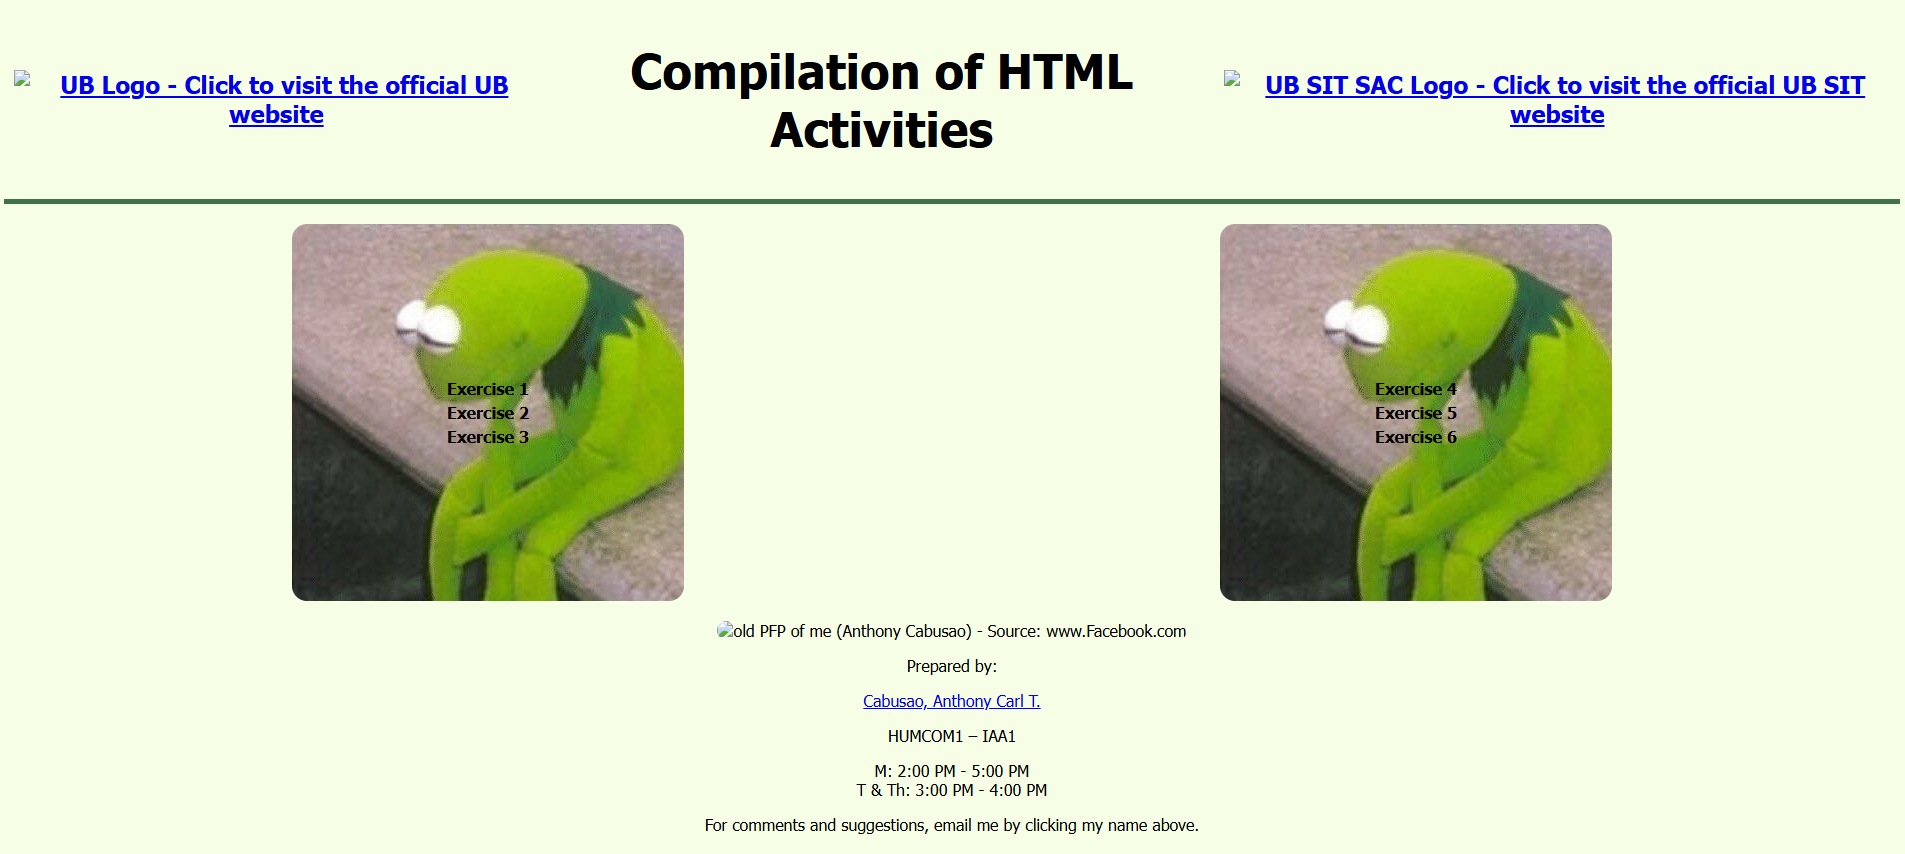 UB Logo - Click to visit the official UB
website
Compilation of HTML
Activities
UB SIT SAC Logo - Click to visit the official UB SIT
website
Exercise 1
Exercise 2
Exercise 3
Exercise 4
Exercise 5
Exercise 6
old PFP of me (Anthony Cabusao) - Source: www.Facebook.com
Prepared by:
Cabusao, Anthony Carl T.
HUMCOM1 – IAA1
M: 2:00 PM - 5:00 PM
T & Th: 3:00 PM - 4:00 PM
For comments and suggestions, email me by clicking my name above.